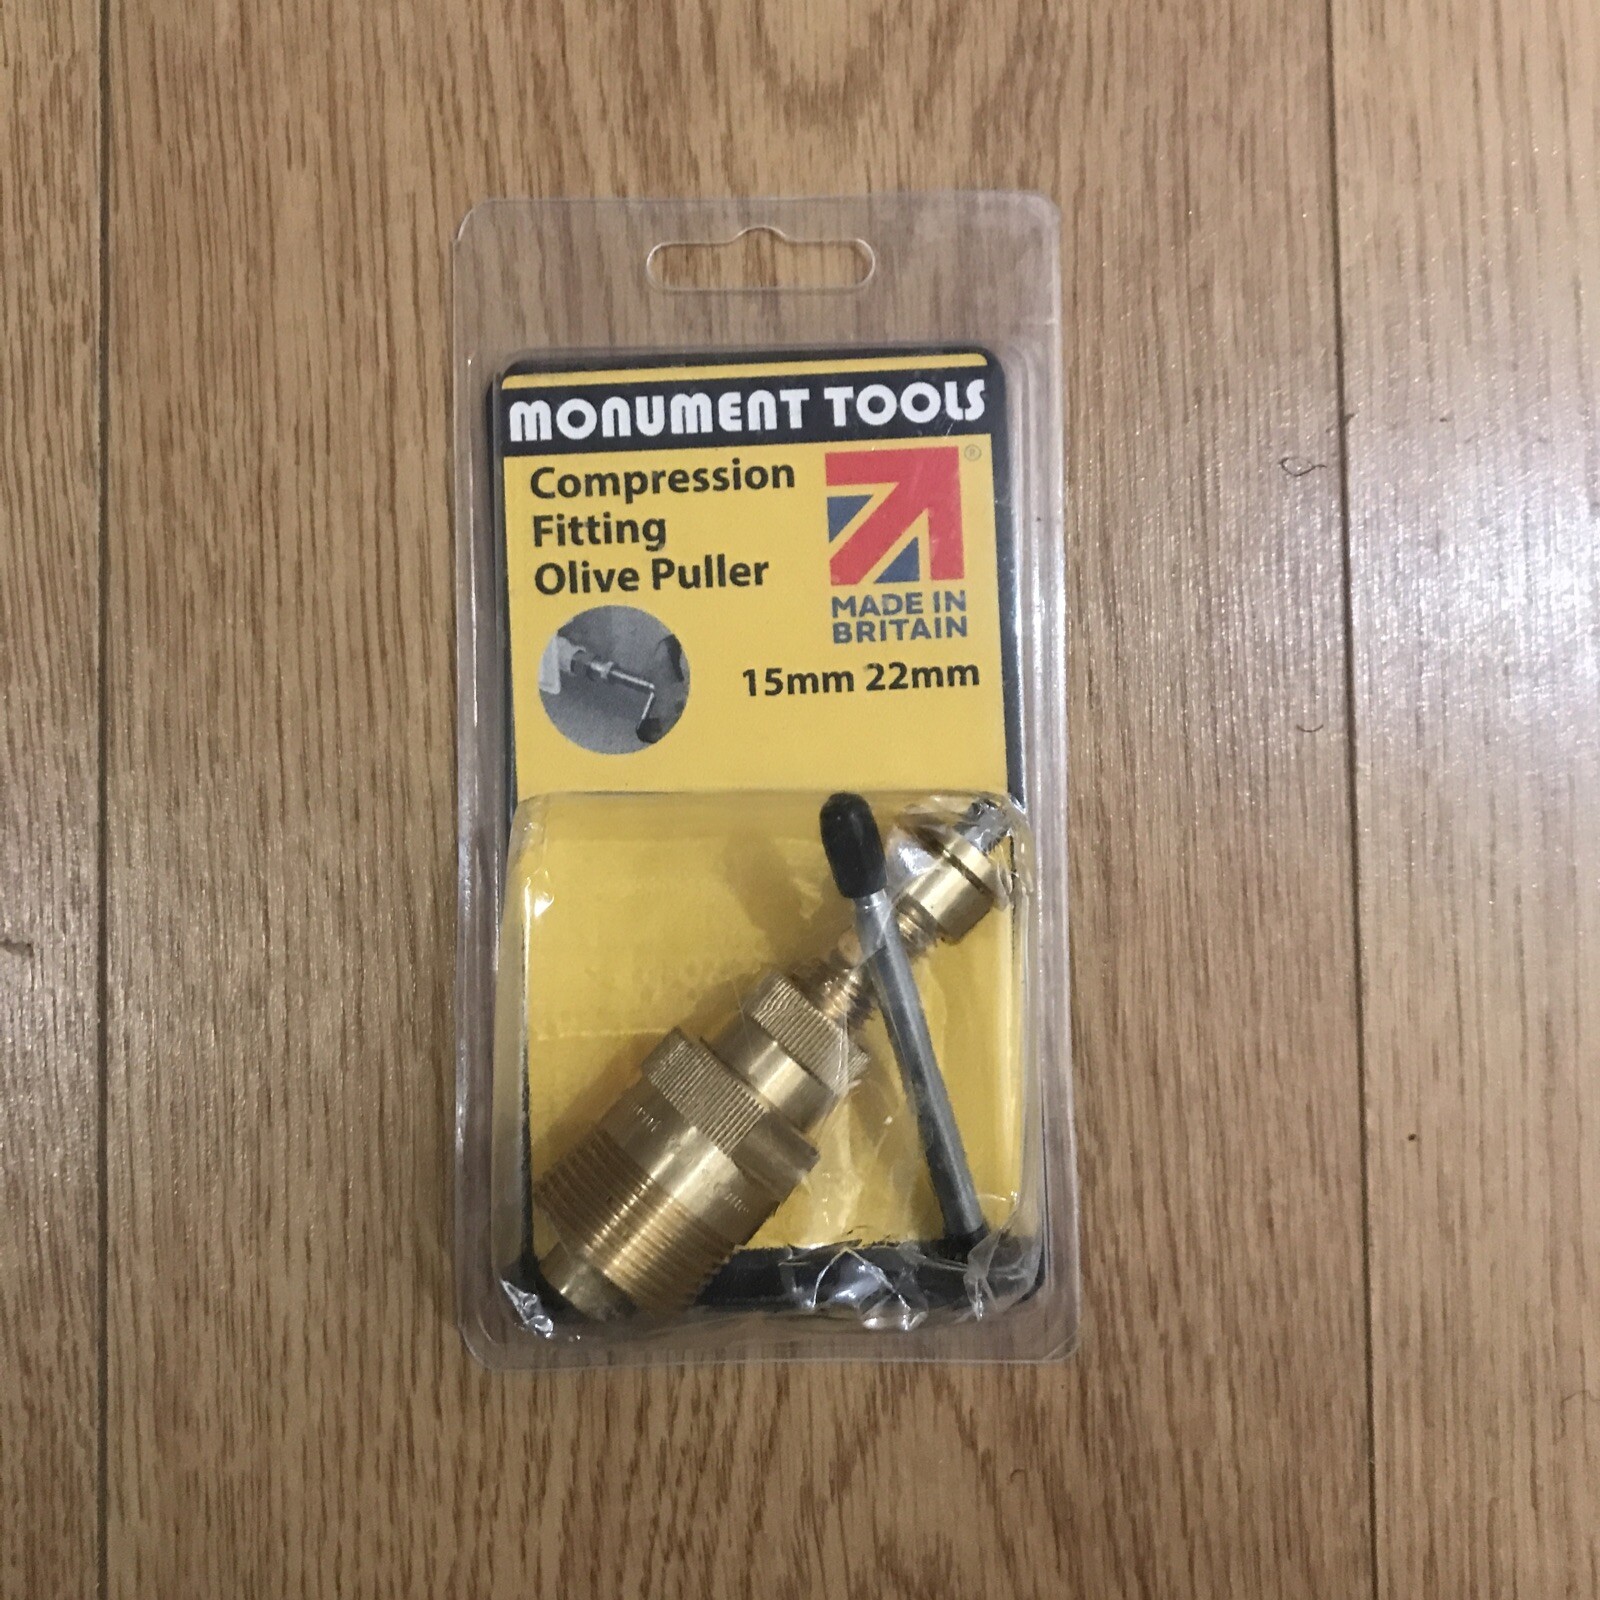 MONUMENT TOOLS
Compression
Fitting
Olive Puller
®
MADE IN
BRITAIN
15mm 22mm